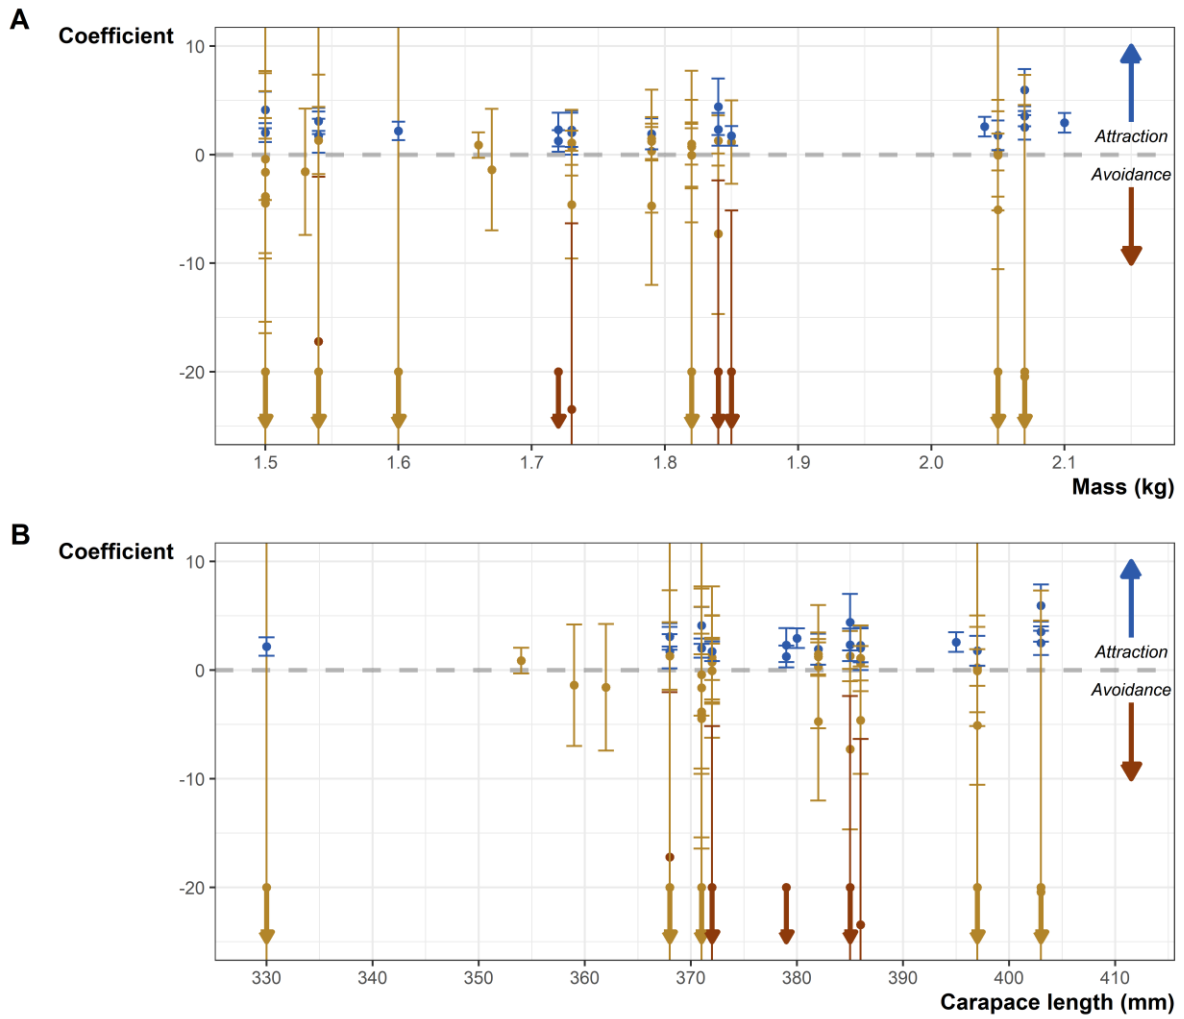 A
Coefficient
10
0
-10
-20
Attraction
Avoidance
1.5 1.6 1.7 1.8 1.9 2.0 2.1
Mass (kg)
B
Coefficient
10
0
-10
-20
Attraction
Avoidance
330 340 350 360 370 380 390 400 410
Carapace length (mm)